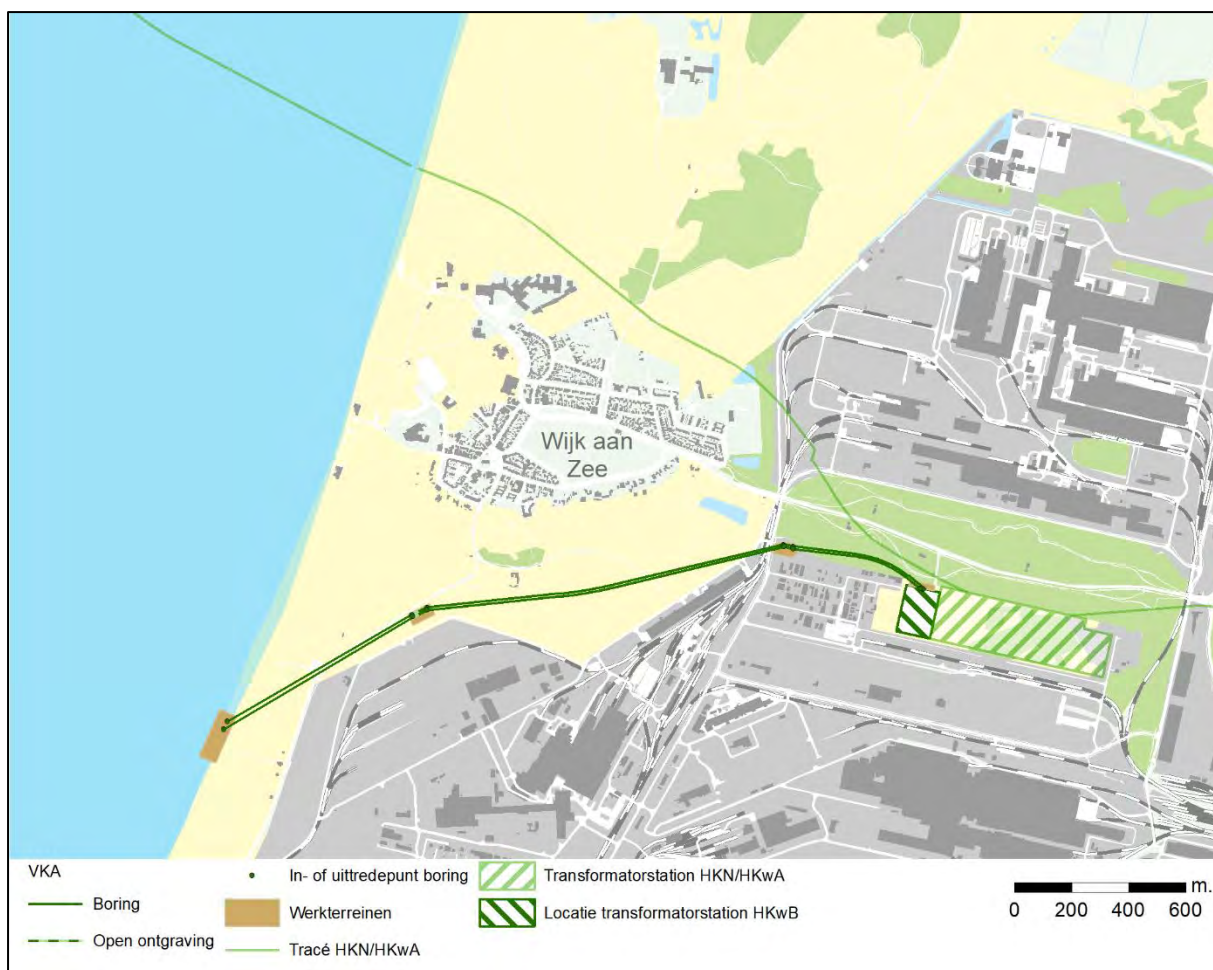 Wijk aan
Zee
VKA
Boring
Open ontgraving
In- of uittredepunt boring
Werkterreinen
Tracé HKN/HKwA
Transformatorstation HKN/HKwA
Locatie transformatorstation HKwB
m.
0 200 400 600